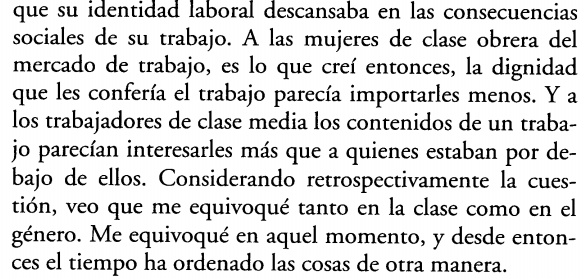 que su identidad laboral descansaba en las consecuencias
sociales de su trabajo. A las mujeres de clase obrera del
mercado de trabajo, es lo que creí entonces, la dignidad
que les confería el trabajo parecía importarles menos. Y a
los trabajadores de clase media los contenidos de un traba-
jo parecían interesarles más que a quienes estaban por de-
bajo de ellos. Considerando retrospectivamente la cues-
tión, veo que me equivoqué tanto en la clase como en el
género. Me equivoqué en aquel momento, y desde enton-
ces el tiempo ha ordenado las cosas de otra manera.